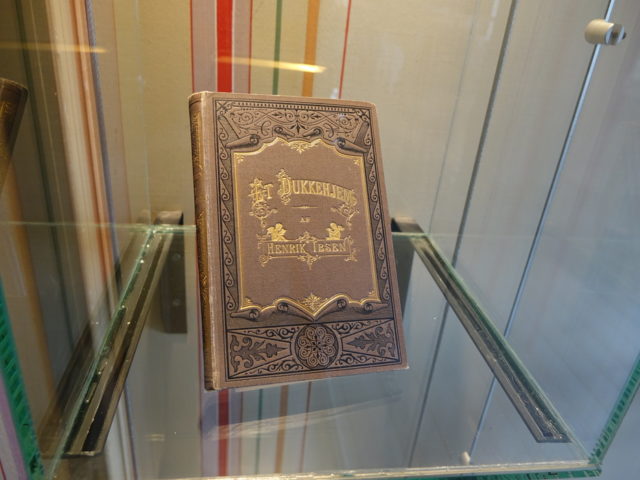 ET DUKKEHJEM
AF
HENRIK IBSEN